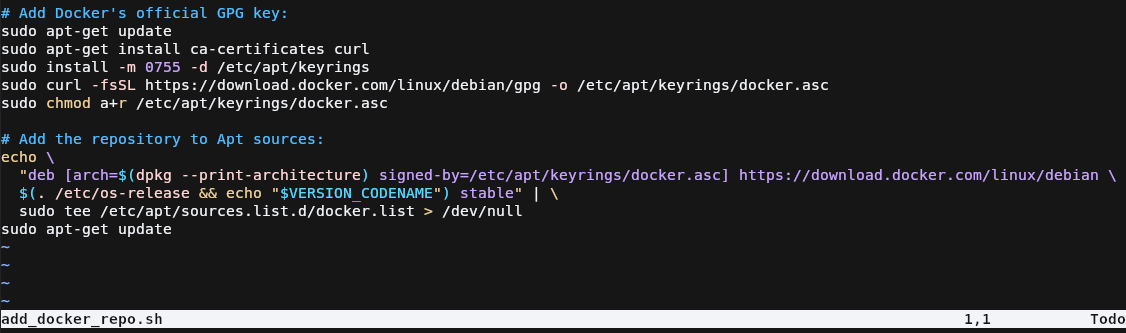 # Add Docker's official GPG key:
sudo apt-get update
sudo apt-get install ca-certificates curl
sudo install -m 0755 -d /etc/apt/keyrings
sudo curl -fsSL https://download.docker.com/linux/debian/gpg -o /etc/apt/keyrings/docker.asc
sudo chmod a+r /etc/apt/keyrings/docker.asc

# Add the repository to Apt sources:
echo \
  "deb [arch=$(dpkg --print-architecture) signed-by=/etc/apt/keyrings/docker.asc] https://download.docker.com/linux/debian \
  $(. /etc/os-release && echo "$VERSION_CODENAME") stable" | \
  sudo tee /etc/apt/sources.list.d/docker.list > /dev/null
sudo apt-get update
~
~
~
~
add_docker_repo.sh 1,1 Todo